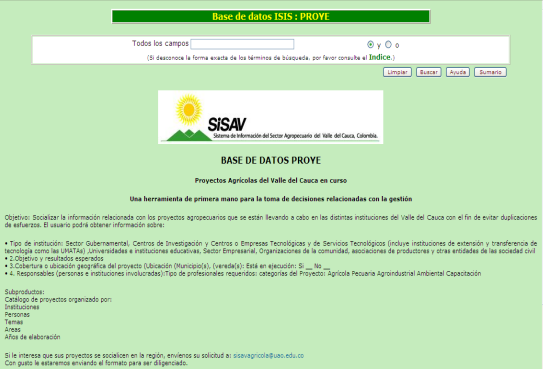 Base de datos ISIS : PROYE
Todos los campos
y o
(Si desconoce la forma exacta de los términos de búsqueda, por favor consulte el Indice.)
Limpiar Buscar Ayuda Sumario
SiSAV
Sistema de Información del Sector Agropecuario del Valle del Cauca, Colombia.
BASE DE DATOS PROYE
Proyectos Agrícolas del Valle del Cauca en curso
Una herramienta de primera mano para la toma de decisiones relacionadas con la gestión
Objetivo: Socializar la información relacionada con los proyectos agropecuarios que se están llevando a cabo en las distintas instituciones del Valle del Cauca con el fin de evitar duplicaciones
de esfuerzos. El usuario podrá obtener información sobre:
• Tipo de institución: Sector Gubernamental, Centros de Investigación y Centros o Empresas Tecnológicas y de Servicios Tecnológicos (incluye instituciones de extensión y transferencia de
tecnología como las UMATAs) ,Universidades e instituciones educativas, Sector Empresarial, Organizaciones de la comunidad, asociaciones de productores y otras entidades de las sociedad civil
• 2.Objetivo y resultados esperados
• 3.Cobertura o ubicación geográfica del proyecto (Ubicación (Municipio(s), (vereda(s): Está en ejecución: Si __ No __
• 4. Responsables (personas e instituciones involucradas):Tipo de profesionales requeridos: categorías del Proyecto: Agrícola Pecuaria Agroindustrial Ambiental Capacitación
Subproductos:
Catálogo de proyectos organizado por:
Instituciones
Personas
Temas
Areas
Años de elaboración
Si le interesa que sus proyectos se socialicen en la región, envíenos su solicitud a: sisavagricola@uao.edu.co
Con gusto le estaremos enviando el formato para ser diligenciado.